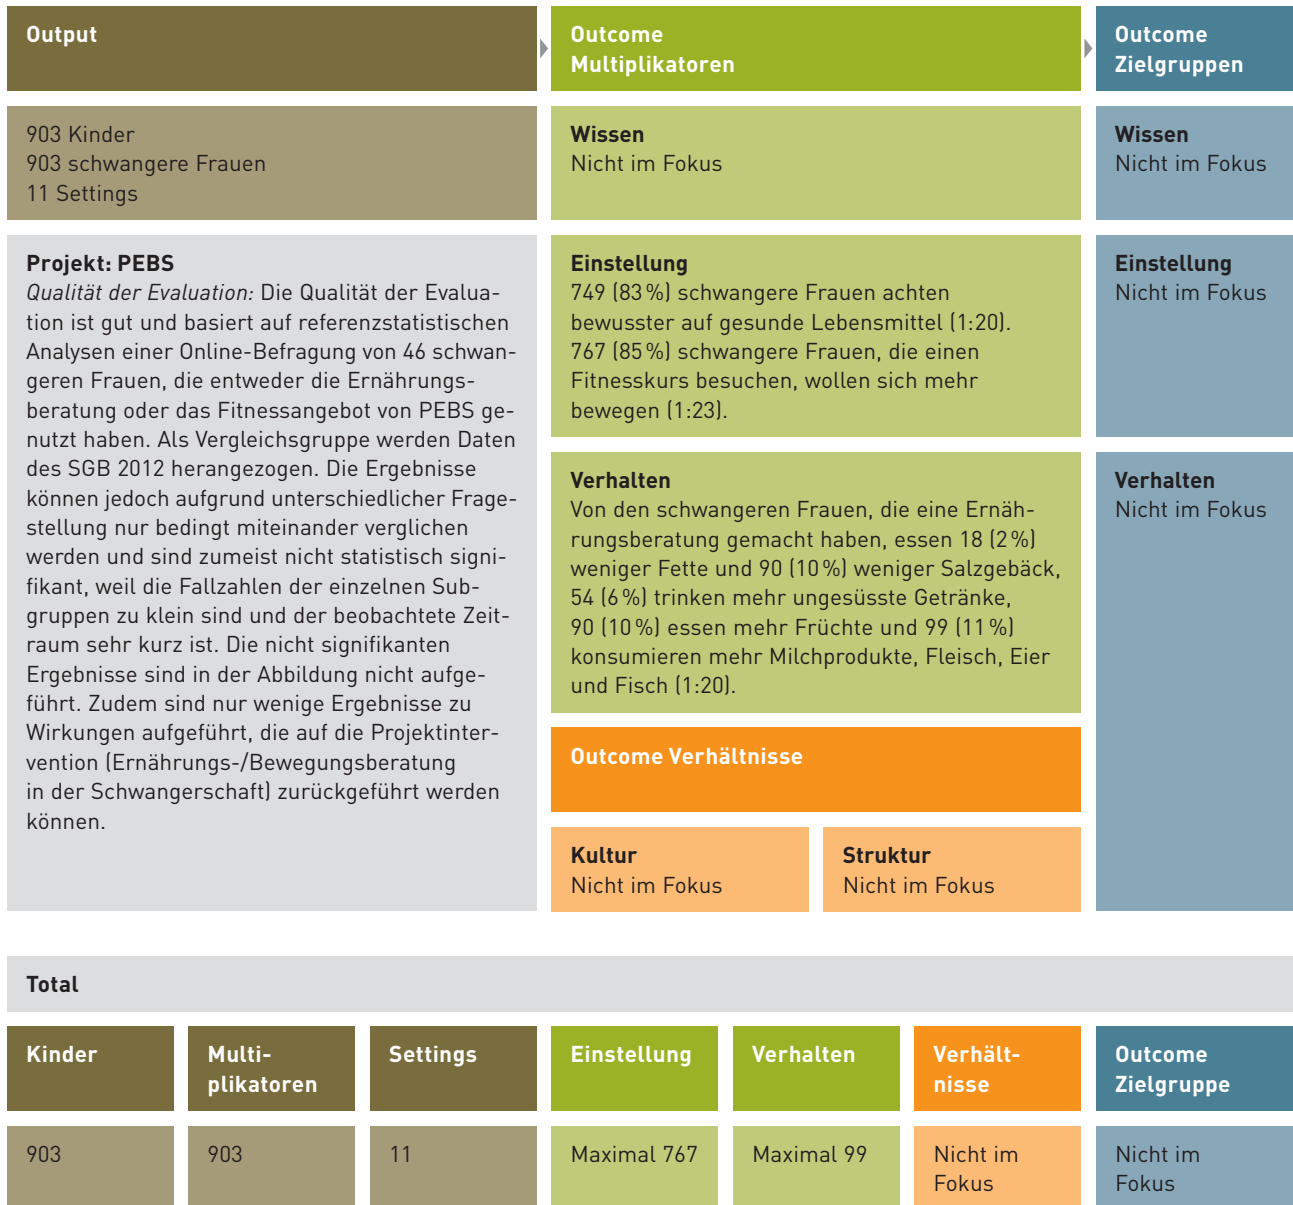 Output
Outcome
Multiplikatoren
Outcome
Zielgruppen
903 Kinder
903 schwangere Frauen
11 Settings
Wissen
Nicht im Fokus
Wissen
Nicht im Fokus
Projekt: PEBS
Qualität der Evaluation: Die Qualität der Evalua-
tion ist gut und basiert auf referenzstatistischen
Analysen einer Online-Befragung von 46 schwan-
geren Frauen, die entweder die Ernährungs-
beratung oder das Fitnessangebot von PEBS ge-
nutzt haben. Als Vergleichsgruppe werden Daten
des SGB 2012 herangezogen. Die Ergebnisse
können jedoch aufgrund unterschiedlicher Frage-
stellung nur bedingt miteinander verglichen
werden und sind zumeist nicht statistisch signi-
fikant, weil die Fallzahlen der einzelnen Sub-
gruppen zu klein sind und der beobachtete Zeit-
raum sehr kurz ist. Die nicht signifikanten
Ergebnisse sind in der Abbildung nicht aufge-
führt. Zudem sind nur wenige Ergebnisse zu
Wirkungen aufgeführt, die auf die Projektinter-
vention (Ernährungs-/Bewegungsberatung
in der Schwangerschaft) zurückgeführt werden
können.
Einstellung
749 (83 %) schwangere Frauen achten
bewusster auf gesunde Lebensmittel (1:20).
767 (85 %) schwangere Frauen, die einen
Fitnesskurs besuchen, wollen sich mehr
bewegen (1:23).
Einstellung
Nicht im Fokus
Verhalten
Von den schwangeren Frauen, die eine Ernäh-
rungsberatung gemacht haben, essen 18 (2 %)
weniger Fette und 90 (10 %) weniger Salzgebäck,
54 (6 %) trinken mehr ungesüsste Getränke,
90 (10 %) essen mehr Früchte und 99 (11 %)
konsumieren mehr Milchprodukte, Fleisch, Eier
und Fisch (1:20).
Verhalten
Nicht im Fokus
Outcome Verhältnisse
Kultur
Nicht im Fokus
Struktur
Nicht im Fokus
Total
Kinder
Multi-
plikatoren
Settings
Einstellung
Verhalten
Verhält-
nisse
Outcome
Zielgruppe
903
903
11
Maximal 767
Maximal 99
Nicht im
Fokus
Nicht im
Fokus